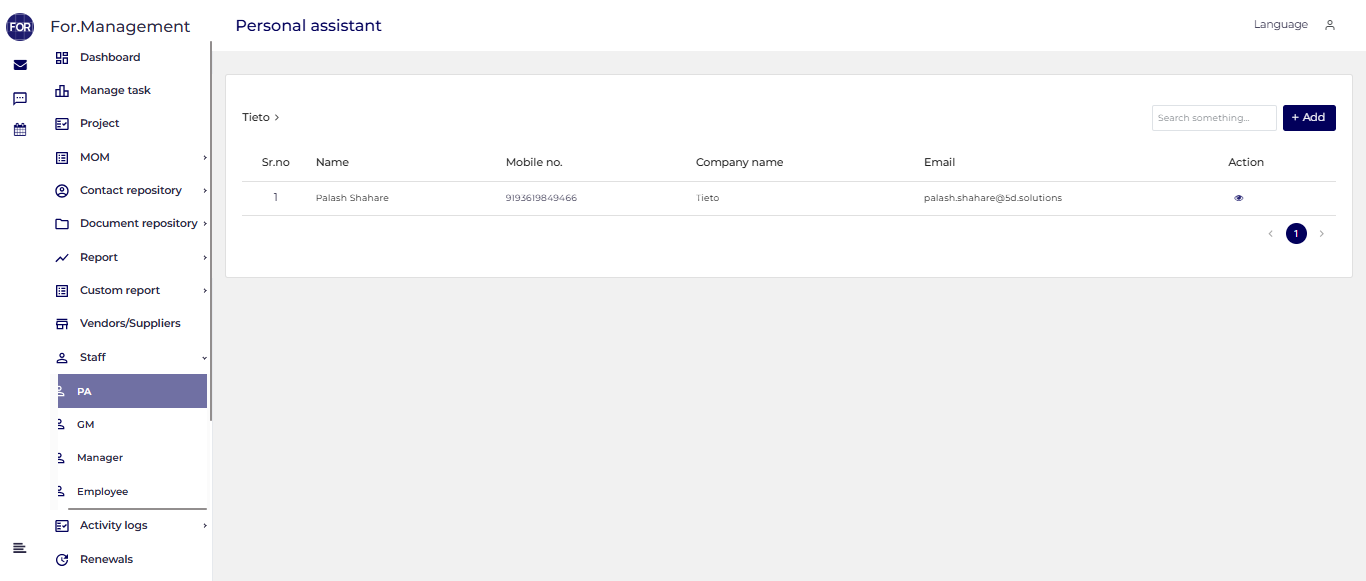 FOR For.Management Personal assistant Language
Dashboard
Manage task
Project
MOM
Contact repository
Document repository
Report
Custom report
Vendors/Suppliers
Staff
PA
GM
Manager
Employee
Activity logs
Renewals
Tieto > Search something... + Add
Sr.no Name Mobile no. Company name Email Action
1 Palash Shahare 9193619849466 Tieto palash.shahare@5d.solutions
< 1 >